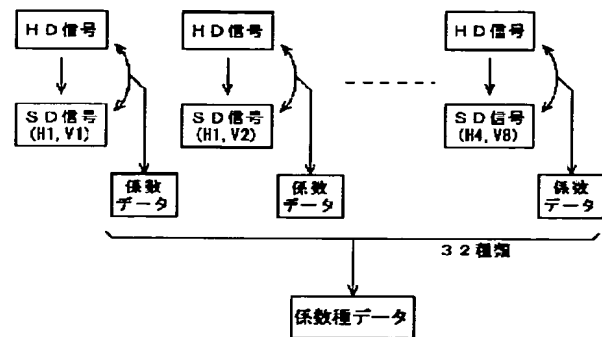 HD信号
HD信号
HD信号
SD信号
(H1, V1)
SD信号
(H1, V2)
SD信号
(H4, V8)
係数
データ
係数
データ
係数
データ
32種類
係数種データ